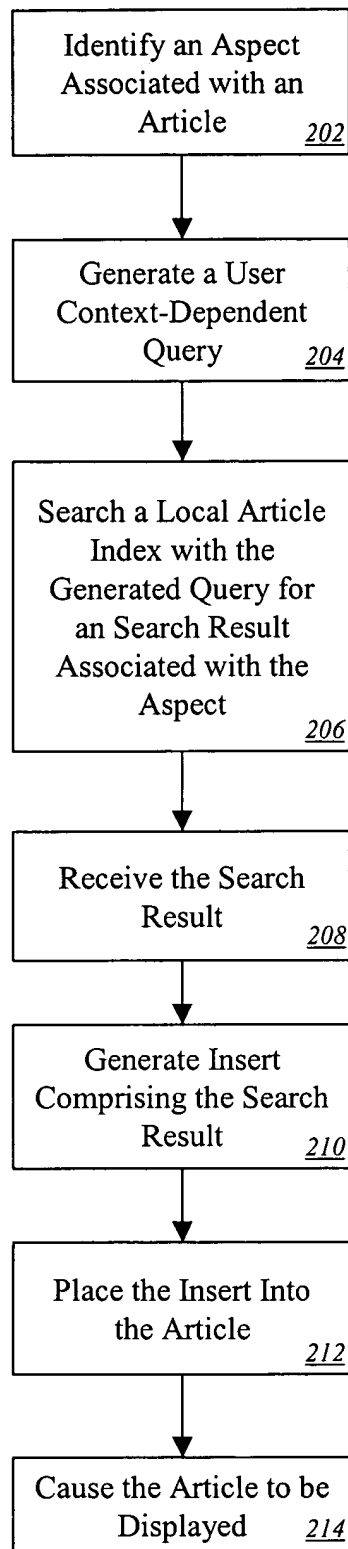 Identify an Aspect
Associated with an
Article
202
Generate a User
Context-Dependent
Query
204
Search a Local Article
Index with the
Generated Query for
an Search Result
Associated with the
Aspect
206
Receive the Search
Result
208
Generate Insert
Comprising the Search
Result
210
Place the Insert Into
the Article
212
Cause the Article to be
Displayed
214